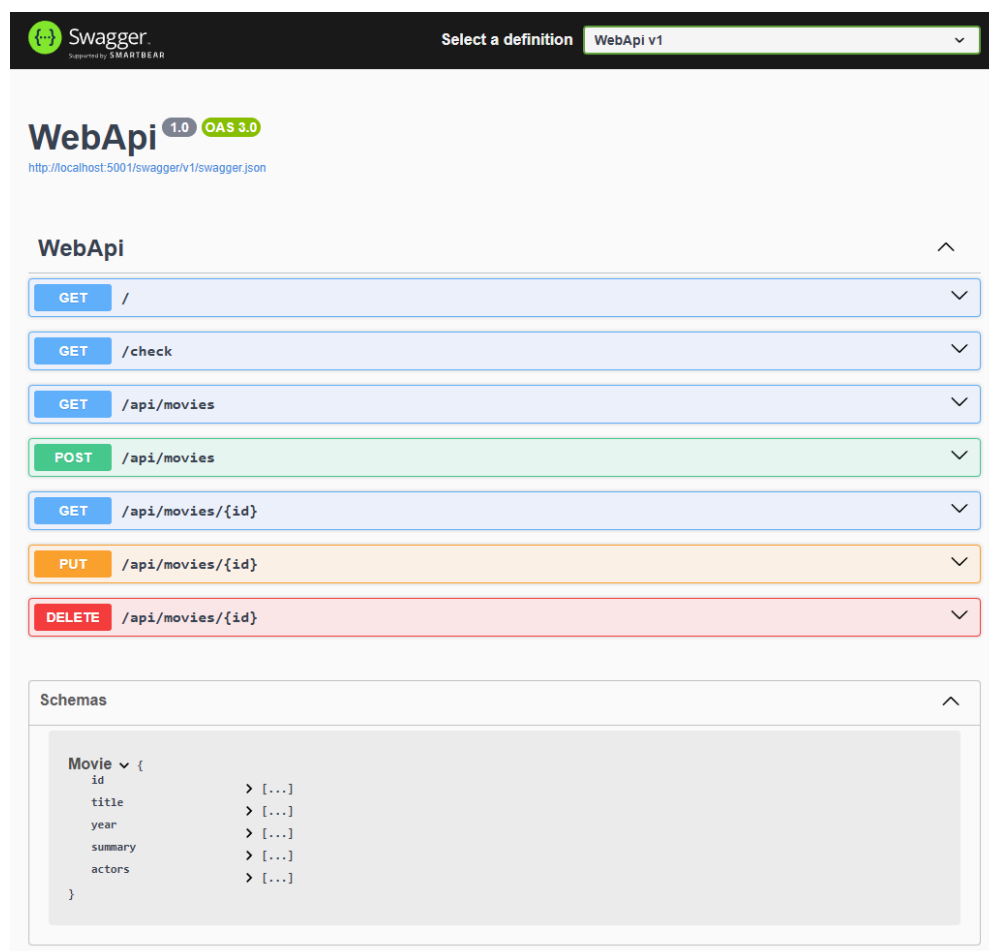 Swagger.
Supported by SMARTBEAR
Select a definition WebApi v1
WebApi 1.0 OAS 3.0
http://localhost:5001/swagger/v1/swagger.json
WebApi
GET /
GET /check
GET /api/movies
POST /api/movies
GET /api/movies/{id}
PUT /api/movies/{id}
DELETE /api/movies/{id}
Schemas
Movie {
id [...]
title [...]
year [...]
summary [...]
actors [...]
}